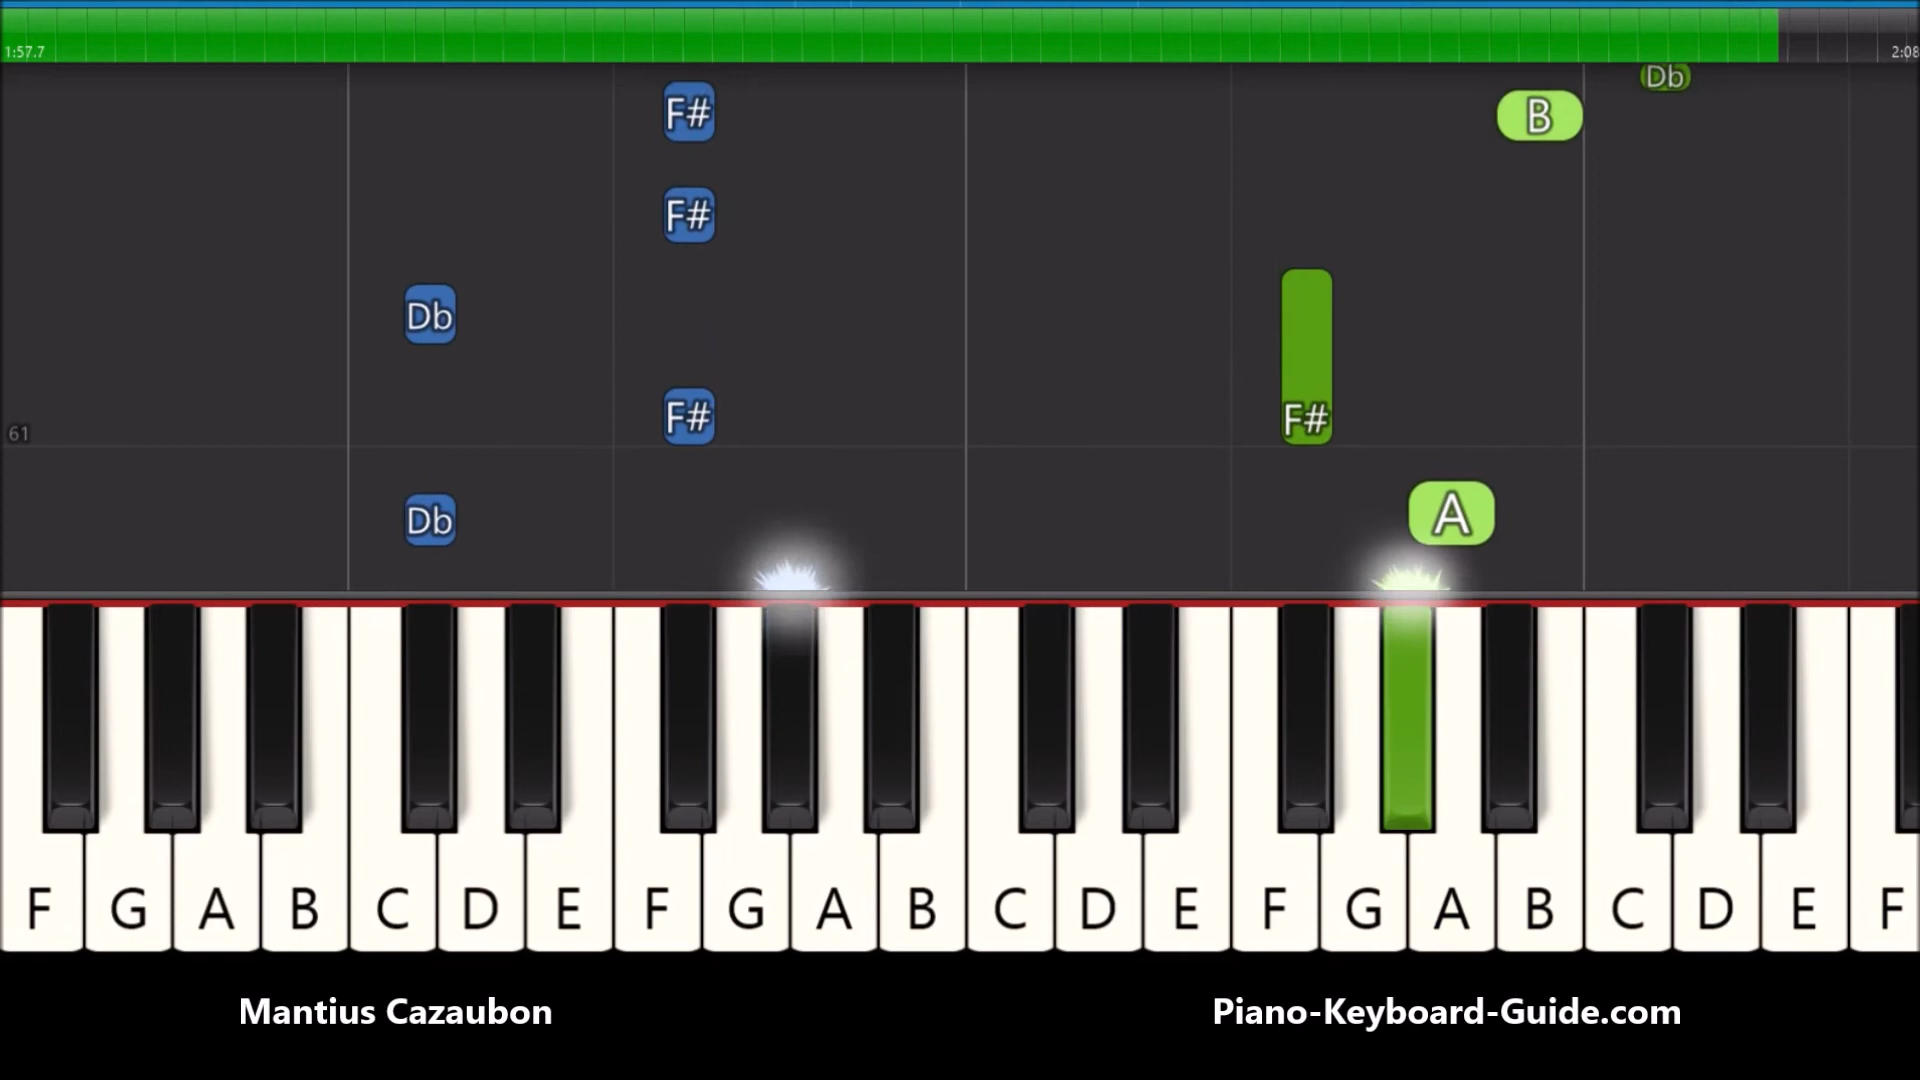 1:57.7 2:08
Db
F# B
F#
Db
F# F#
61
A
Db
F G A B C D E F G A B C D E F G A B C D E F
Mantius Cazaubon Piano-Keyboard-Guide.com